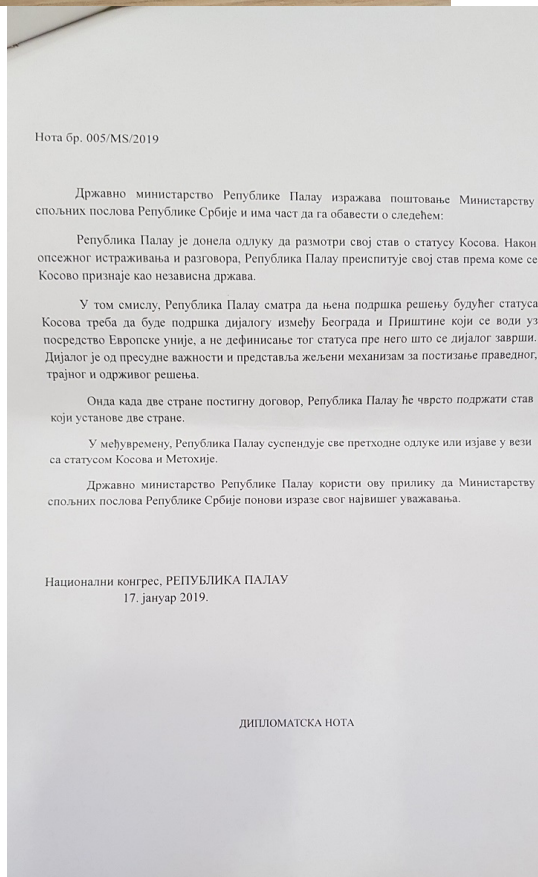 Нота бр. 005/MS/2019
Државно министарство Републике Палау изражава поштовање Министарству
спољних послова Републике Србије и има част да га обавести о следећем:
Република Палау је донела одлуку да размотри свој став о статусу Косова. Након
опсежног истраживања и разговора, Република Палау преиспитује свој став према коме се
Косово признаје као независна држава.
У том смислу, Република Палау сматра да њена подршка решењу будућег статуса
Косова треба да буде подршка дијалогу између Београда и Приштине који се води уз
посредство Европске уније, а не дефинисање тог статуса пре него што се дијалог заврши.
Дијалог је од пресудне важности и представља жељени механизам за постизање праведног,
трајног и одрживог решења.
Онда када две стране постигну договор, Република Палау ће чврсто подржати став
који установе две стране.
У међувремену, Република Палау суспендује све претходне одлуке или изјаве у вези
са статусом Косова и Метохије.
Државно министарство Републике Палау користи ову прилику да Министарству
спољних послова Републике Србије понови изразе свог највишег уважавања.
Национални конгрес, РЕПУБЛИКА ПАЛАУ
17. јануар 2019.
ДИПЛОМАТСКА НОТА